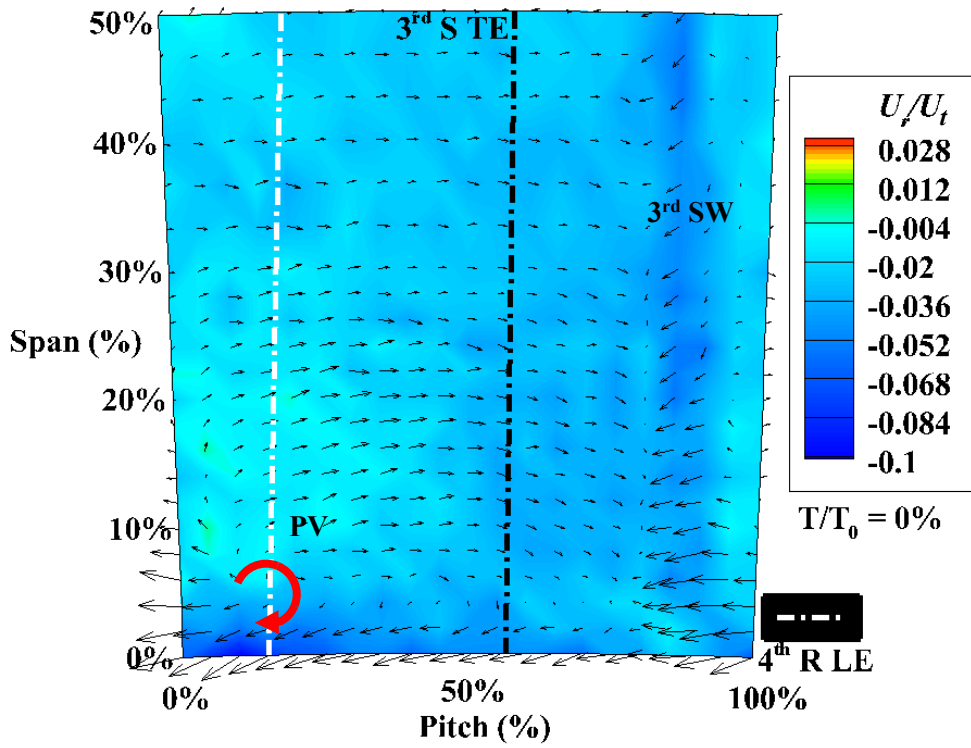 50%
3rd S TE
40%
3rd SW
30%
Span (%)
20%
10%
PV
0%
0%
50%
100%
Pitch (%)
Ur/Ut
0.028
0.012
-0.004
-0.02
-0.036
-0.052
-0.068
-0.084
-0.1
T/T0 = 0%
4th R LE